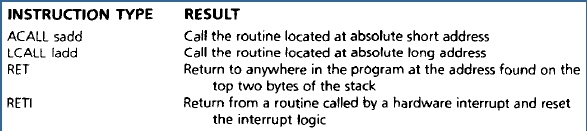 INSTRUCTION TYPE RESULT
ACALL sadd Call the routine located at absolute short address
LCALL ladd Call the routine located at absolute long address
RET Return to anywhere in the program at the address found on the
top two bytes of the stack
RETI Return from a routine called by a hardware interrupt and reset
the interrupt logic